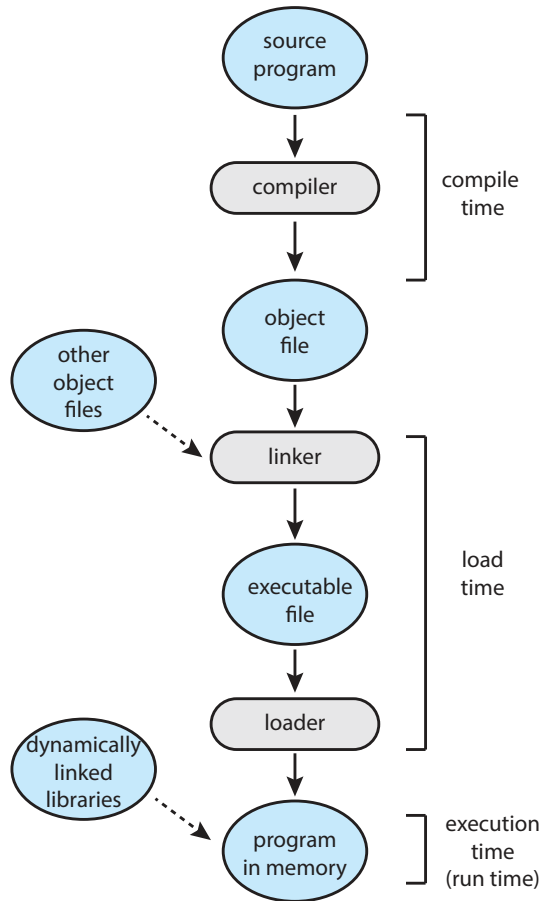 source
program
compiler
compile
time
object
file
other
object
files
linker
load
time
executable
file
loader
dynamically
linked
libraries
program
in memory
execution
time
(run time)